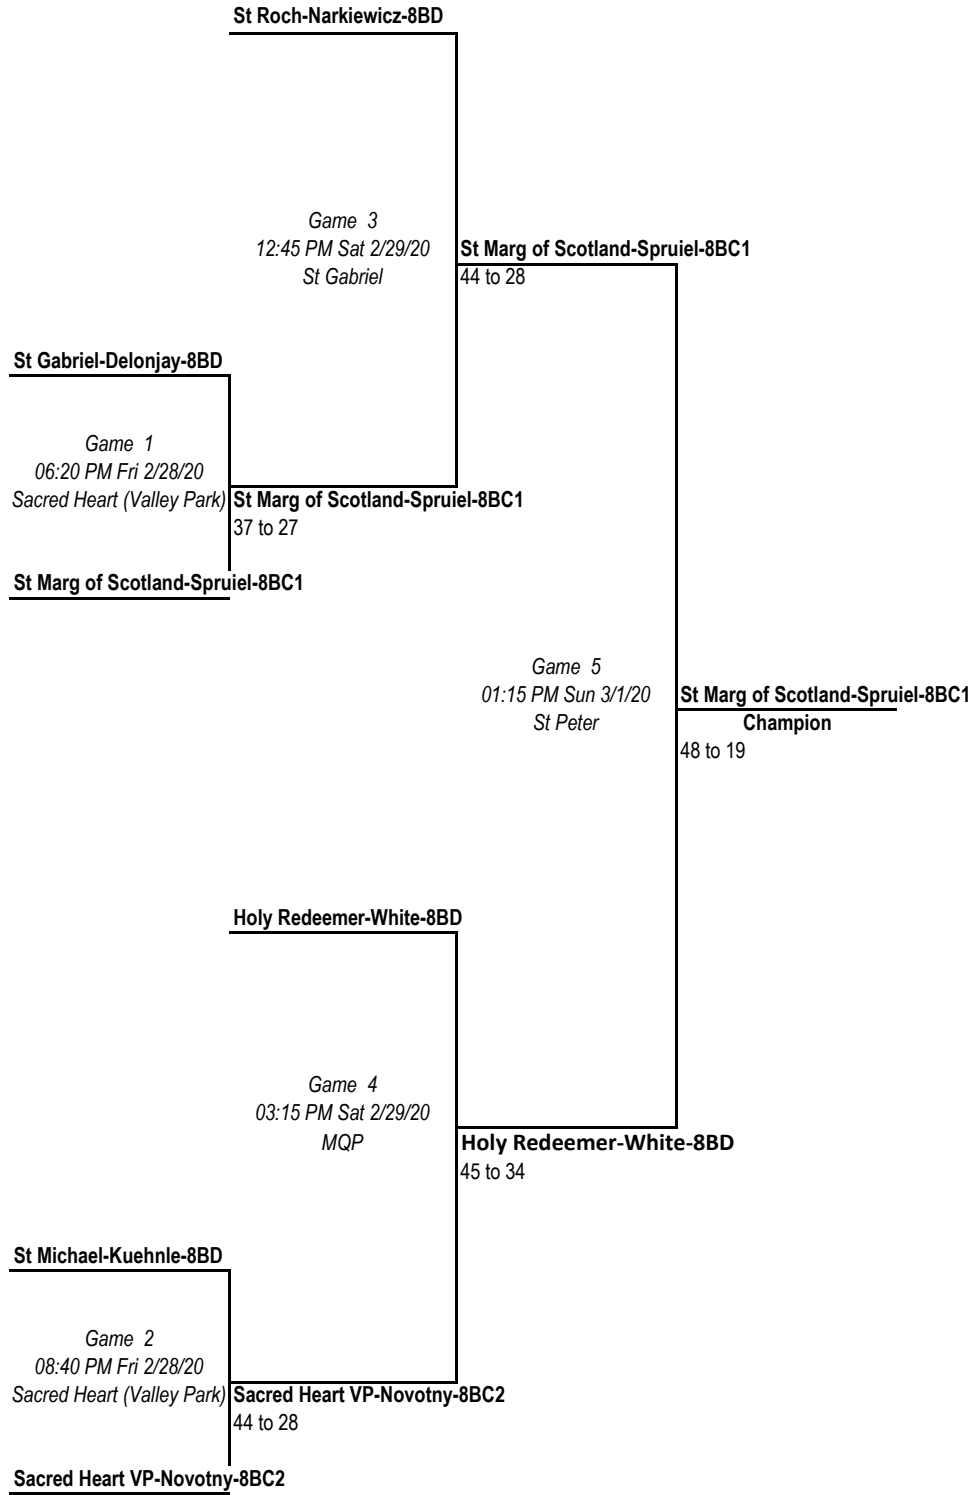 St Roch-Narkiewicz-8BD
Game 3
12:45 PM Sat 2/29/20
St Gabriel
St Marg of Scotland-Spruiel-8BC1
44 to 28
St Gabriel-Delonjay-8BD
Game 1
06:20 PM Fri 2/28/20
Sacred Heart (Valley Park)
St Marg of Scotland-Spruiel-8BC1
37 to 27
St Marg of Scotland-Spruiel-8BC1
Game 5
01:15 PM Sun 3/1/20
St Peter
St Marg of Scotland-Spruiel-8BC1
Champion
48 to 19
Holy Redeemer-White-8BD
Game 4
03:15 PM Sat 2/29/20
MQP
Holy Redeemer-White-8BD
45 to 34
St Michael-Kuehnle-8BD
Game 2
08:40 PM Fri 2/28/20
Sacred Heart (Valley Park)
Sacred Heart VP-Novotny-8BC2
44 to 28
Sacred Heart VP-Novotny-8BC2